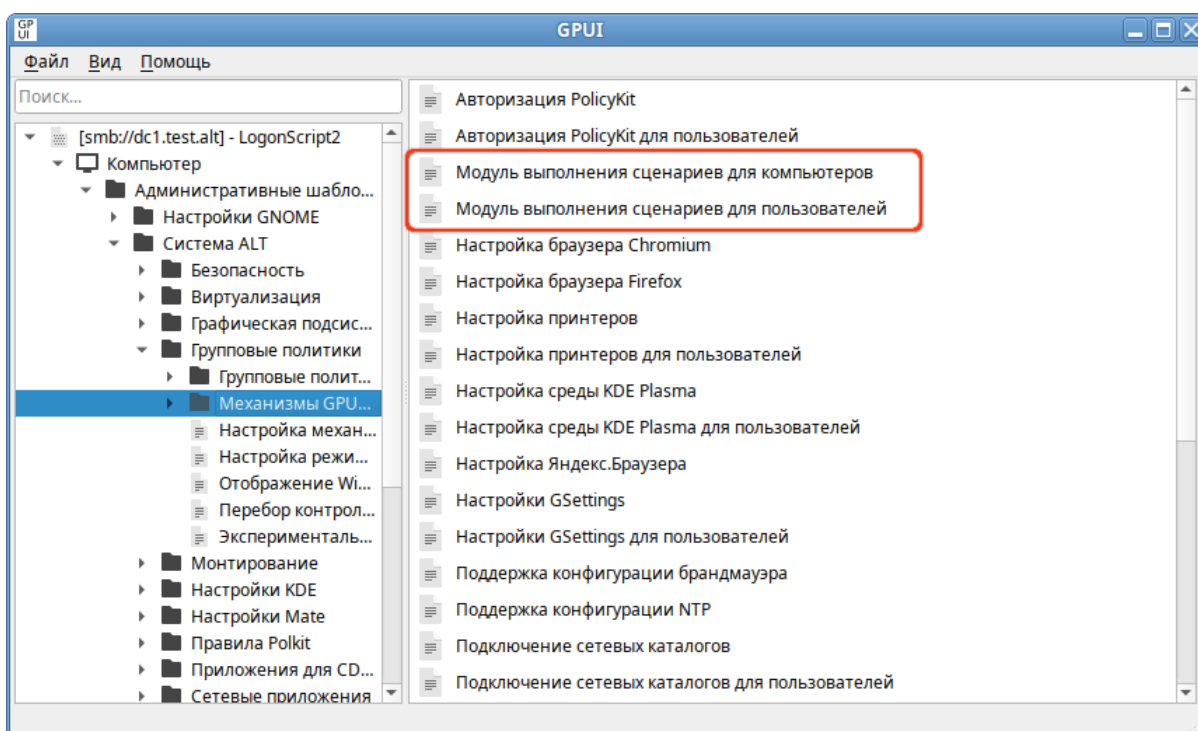 GPUI
GPUI
Файл Вид Помощь
Поиск...
[smb://dc1.test.alt] - LogonScript2
Компьютер
Административные шабло...
Настройки GNOME
Система ALT
Безопасность
Виртуализация
Графическая подсис...
Групповые политики
Групповые полит...
Механизмы GPU...
Настройка механ...
Настройка режи...
Отображение Wi...
Перебор контрол...
Эксперименталь...
Монтирование
Настройки KDE
Настройки Mate
Правила Polkit
Приложения для CD...
Сетевые приложения
Авторизация PolicyKit
Авторизация PolicyKit для пользователей
Модуль выполнения сценариев для компьютеров
Модуль выполнения сценариев для пользователей
Настройка браузера Chromium
Настройка браузера Firefox
Настройка принтеров
Настройка принтеров для пользователей
Настройка среды KDE Plasma
Настройка среды KDE Plasma для пользователей
Настройка Яндекс.Браузера
Настройки GSettings
Настройки GSettings для пользователей
Поддержка конфигурации брандмауэра
Поддержка конфигурации NTP
Подключение сетевых каталогов
Подключение сетевых каталогов для пользователей